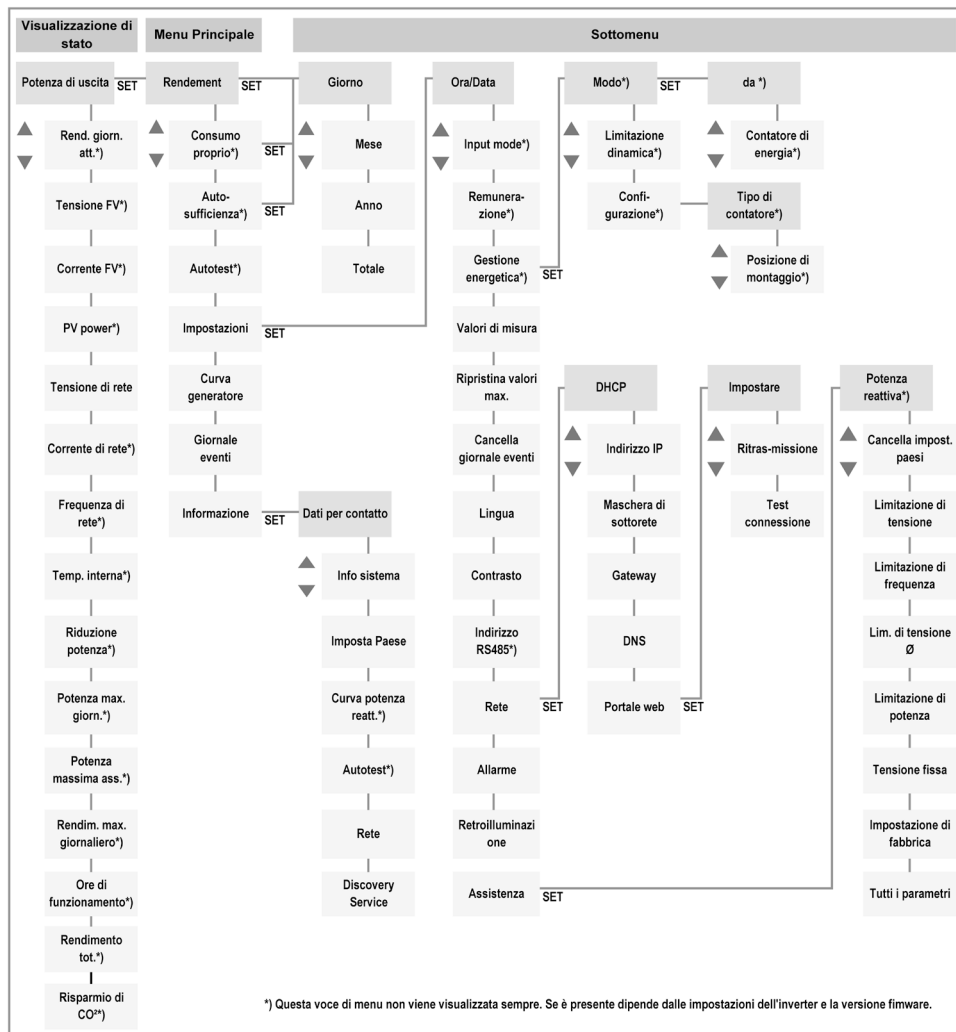 Visualizzazione di
stato
Menu Principale
Sottomenu
Potenza di uscita
SET
Rend. giorn.
att.*)
Tensione FV*)
Corrente FV*)
PV power*)
Tensione di rete
Corrente di rete*)
Frequenza di
rete*)
Temp. interna*)
Riduzione
potenza*)
Potenza max.
giorn.*)
Potenza
massima ass.*)
Rendim. max.
giornaliero*)
Ore di
funzionamento*)
Rendimento
tot.*)
Risparmio di
CO²*)
Rendement
SET
Consumo
proprio*)
SET
Auto-
sufficienza*)
SET
Autotest*)
Impostazioni
SET
Curva
generatore
Giornale
eventi
Informazione
SET
Giorno
Mese
Anno
Totale
Dati per contatto
Info sistema
Imposta Paese
Curva potenza
reatt.*)
Autotest*)
Rete
Discovery
Service
Ora/Data
Input mode*)
Remunera-
zione*)
Gestione
energetica*)
SET
Valori di misura
Ripristina valori
max.
Cancella
giornale eventi
Lingua
Contrasto
Indirizzo
RS485*)
Rete
SET
Allarme
Retroilluminazi
one
Assistenza
SET
Modo*)
SET
Limitazione
dinamica*)
Confi-
gurazione*)
da *)
Contatore di
energia*)
Tipo di
contatore*)
Posizione di
montaggio*)
DHCP
Indirizzo IP
Maschera di
sottorete
Gateway
DNS
Portale web
SET
Impostare
Ritras-missione
Test
connessione
Potenza
reattiva*)
Cancella impost.
paesi
Limitazione di
tensione
Limitazione di
frequenza
Lim. di tensione
Ø
Limitazione di
potenza
Tensione fissa
Impostazione di
fabbrica
Tutti i parametri
*) Questa voce di menu non viene visualizzata sempre. Se è presente dipende dalle impostazioni dell'inverter e la versione fimware.